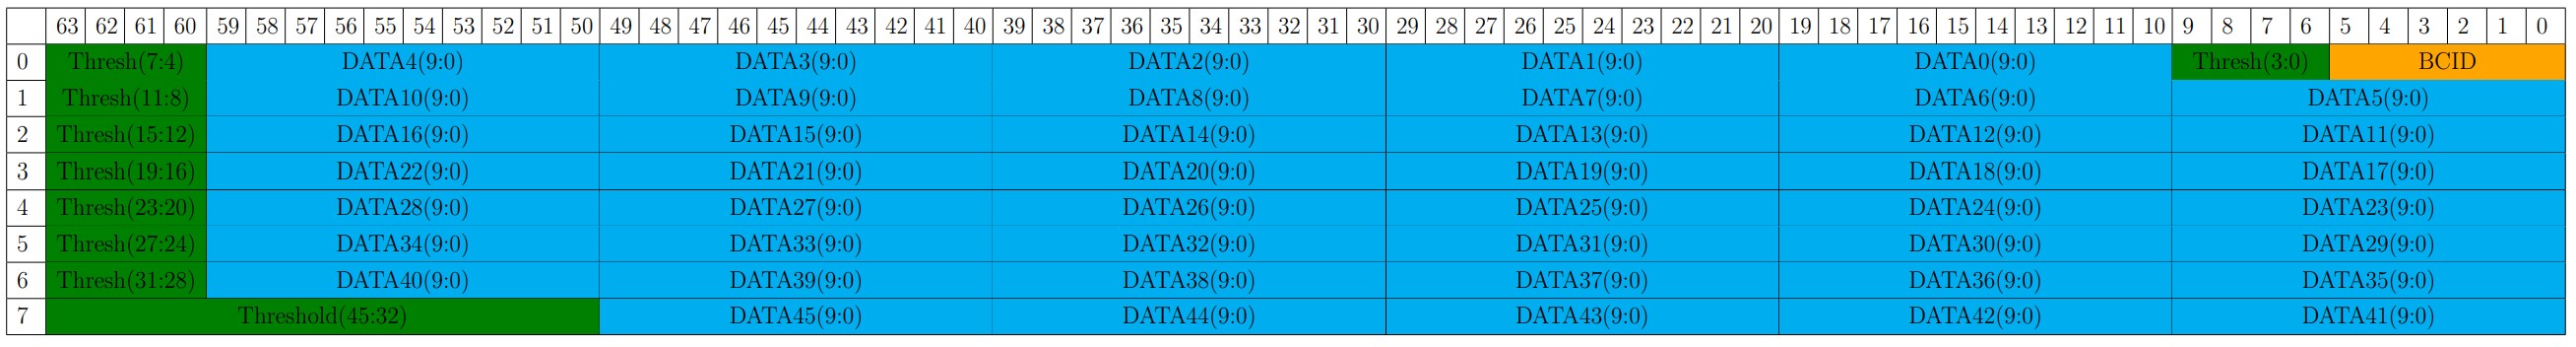 63 62 61 60 59 58 57 56 55 54 53 52 51 50 49 48 47 46 45 44 43 42 41 40 39 38 37 36 35 34 33 32 31 30 29 28 27 26 25 24 23 22 21 20 19 18 17 16 15 14 13 12 11 10 9 8 7 6 5 4 3 2 1 0
0 Thresh(7:4) DATA4(9:0) DATA3(9:0) DATA2(9:0) DATA1(9:0) DATA0(9:0) Thresh(3:0) BCID
1 Thresh(11:8) DATA10(9:0) DATA9(9:0) DATA8(9:0) DATA7(9:0) DATA6(9:0) DATA5(9:0)
2 Thresh(15:12) DATA16(9:0) DATA15(9:0) DATA14(9:0) DATA13(9:0) DATA12(9:0) DATA11(9:0)
3 Thresh(19:16) DATA22(9:0) DATA21(9:0) DATA20(9:0) DATA19(9:0) DATA18(9:0) DATA17(9:0)
4 Thresh(23:20) DATA28(9:0) DATA27(9:0) DATA26(9:0) DATA25(9:0) DATA24(9:0) DATA23(9:0)
5 Thresh(27:24) DATA34(9:0) DATA33(9:0) DATA32(9:0) DATA31(9:0) DATA30(9:0) DATA29(9:0)
6 Thresh(31:28) DATA40(9:0) DATA39(9:0) DATA38(9:0) DATA37(9:0) DATA36(9:0) DATA35(9:0)
7 Threshold(45:32) DATA45(9:0) DATA44(9:0) DATA43(9:0) DATA42(9:0) DATA41(9:0)